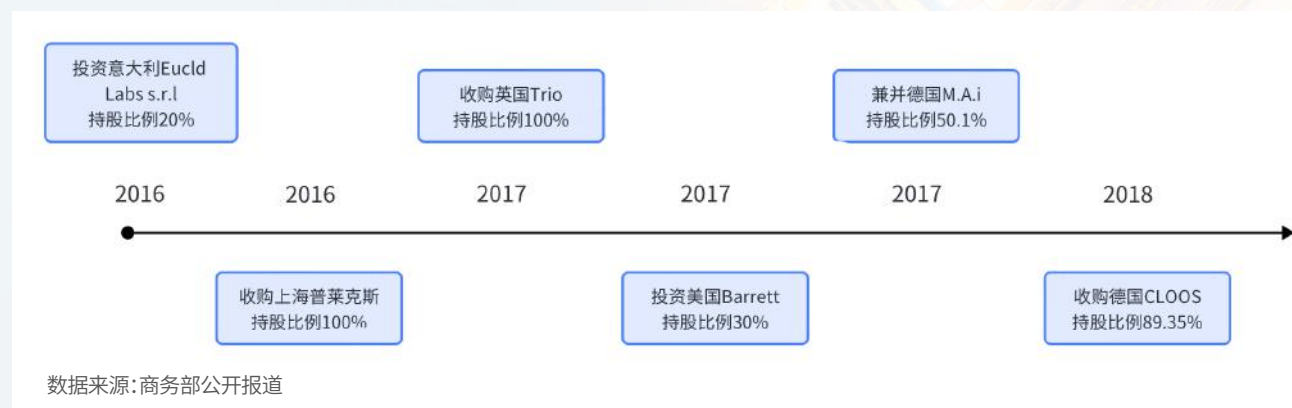 投资意大利Eucld
Labs s.r.l
持股比例20%
收购英国Trio
持股比例100%
兼并德国M.A.i
持股比例50.1%
2016
2016
2017
2017
2017
2018
收购上海普莱克斯
持股比例100%
投资美国Barrett
持股比例30%
收购德国CLOOS
持股比例89.35%
数据来源：商务部公开报道